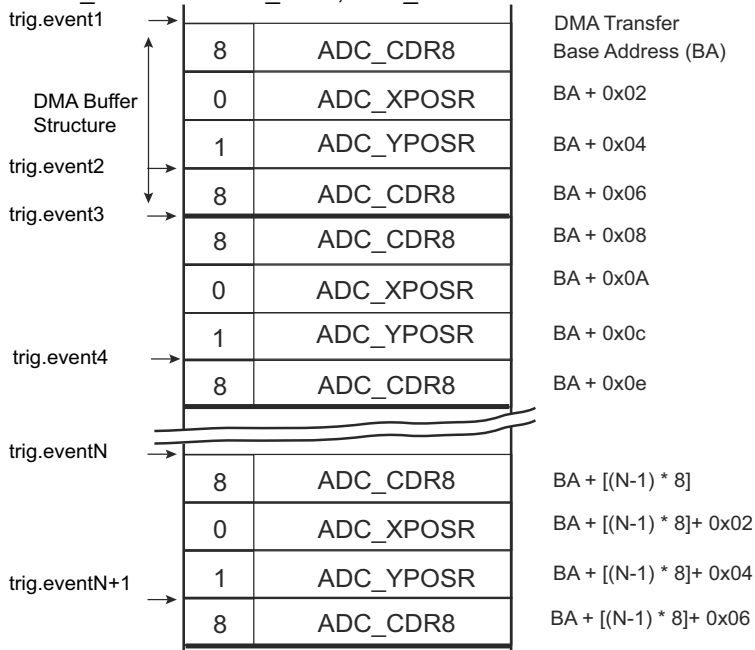 trig.event1
DMA Transfer
8 ADC_CDR8 Base Address (BA)
DMA Buffer
Structure
0 ADC_XPOSR BA + 0x02
1 ADC_YPOSR BA + 0x04
trig.event2
8 ADC_CDR8 BA + 0x06
trig.event3
8 ADC_CDR8 BA + 0x08
0 ADC_XPOSR BA + 0x0A
1 ADC_YPOSR BA + 0x0c
trig.event4
8 ADC_CDR8 BA + 0x0e
trig.eventN
8 ADC_CDR8 BA + [(N-1) * 8]
0 ADC_XPOSR BA + [(N-1) * 8]+ 0x02
1 ADC_YPOSR BA + [(N-1) * 8]+ 0x04
trig.eventN+1
8 ADC_CDR8 BA + [(N-1) * 8]+ 0x06